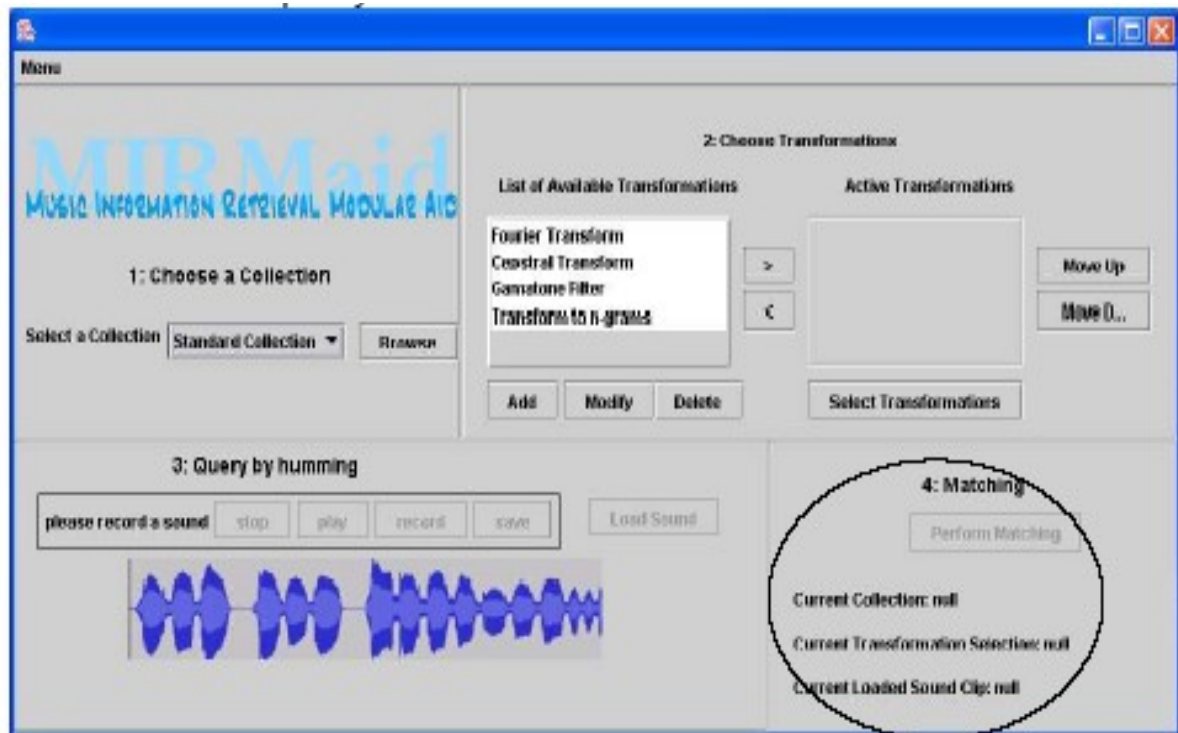 Menu
MIRMaid
MUSIC INFORMATION RETRIEVAL MODULAR AID
1: Choose a Collection
Select a Collection Standard Collection Browse
2: Choose Transformations
List of Available Transformations Active Transformations
Fourier Transform
Cepstral Transform
Gamatone Filter
Transform to n-grams
>
<
Move Up
Move D...
Add Modify Delete Select Transformations
3: Query by humming
please record a sound stop play record save Load Sound
4: Matching
Perform Matching
Current Collection: null
Current Transformation Selection: null
Current Loaded Sound Clip: null